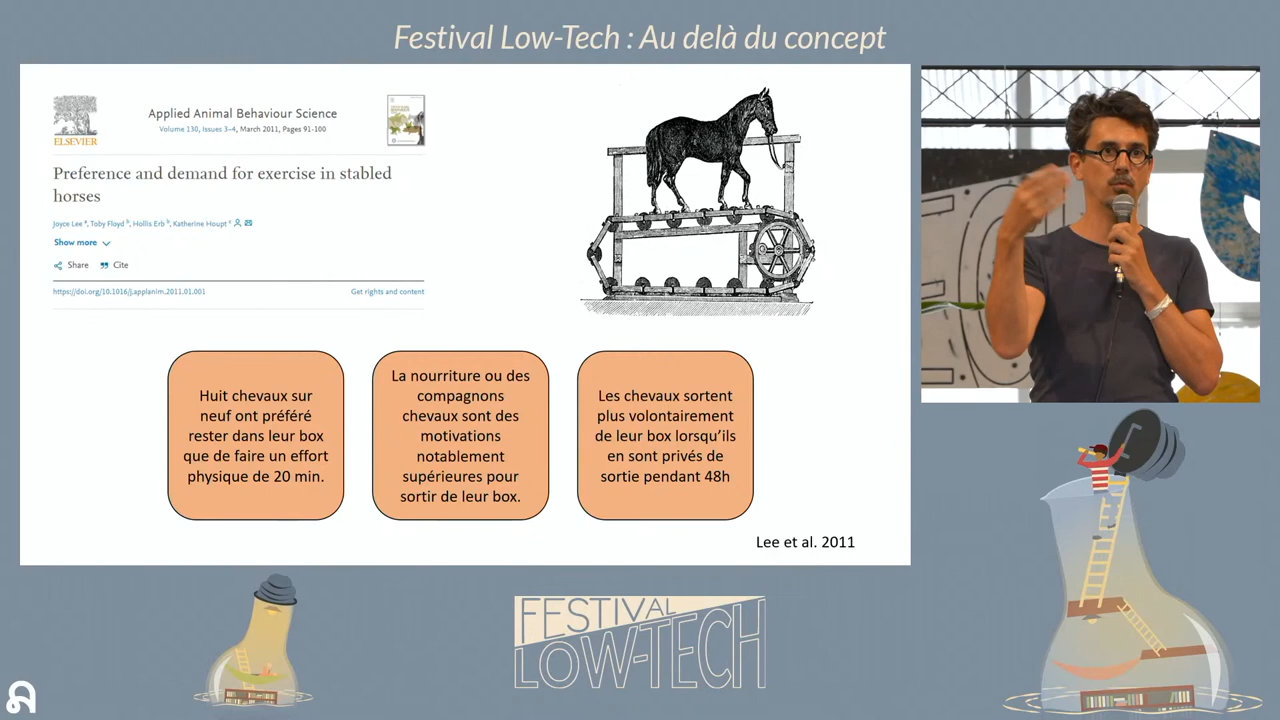 Festival Low-Tech : Au delà du concept
ELSEVIER
Applied Animal Behaviour Science
Volume 130, Issues 3–4, March 2011, Pages 91-100
Preference and demand for exercise in stabled
horses
Joyce Lee a, Toby Floyd b, Hollis Erb b, Katherine Houpt c
Show more
Share
Cite
https://doi.org/10.1016/j.applanim.2011.01.001
Get rights and content
Huit chevaux sur
neuf ont préféré
rester dans leur box
que de faire un effort
physique de 20 min.
La nourriture ou des
compagnons
chevaux sont des
motivations
notablement
supérieures pour
sortir de leur box.
Les chevaux sortent
plus volontairement
de leur box lorsqu'ils
en sont privés de
sortie pendant 48h
Lee et al. 2011
FESTIVAL
LOW-TECH